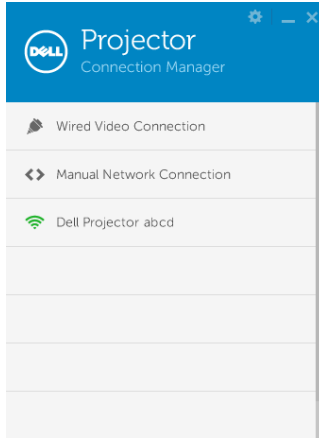 DELL
Projector
Connection Manager
Wired Video Connection
Manual Network Connection
Dell Projector abcd